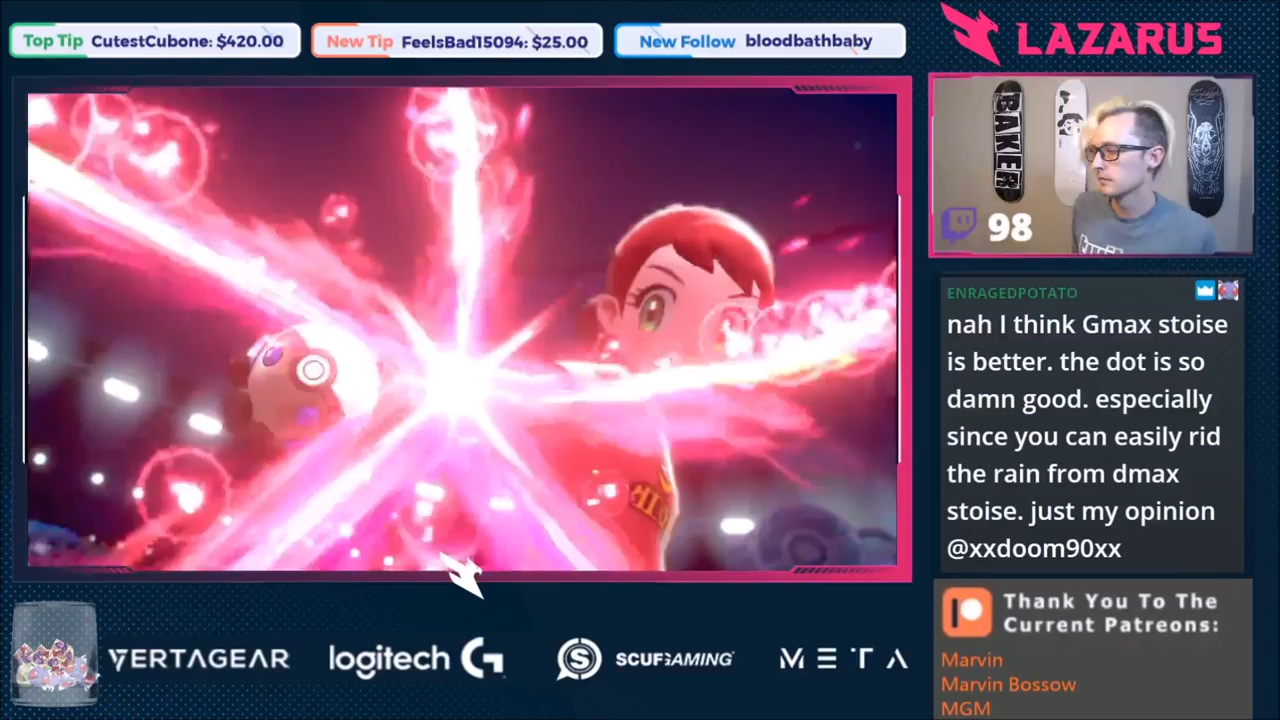 Top Tip CutestCubone: $420.00
New Tip FeelsBad15094: $25.00
New Follow bloodbathbaby
LAZARUS
BAKER
98
ENRAGEDPOTATO
nah I think Gmax stoise
is better. the dot is so
damn good. especially
since you can easily rid
the rain from dmax
stoise. just my opinion
@xxdoom90xx
Thank You To The
Current Patreons:
Marvin
Marvin Bossow
MGM
VERTAGEAR
logitech G
S SCUFGAMING
META